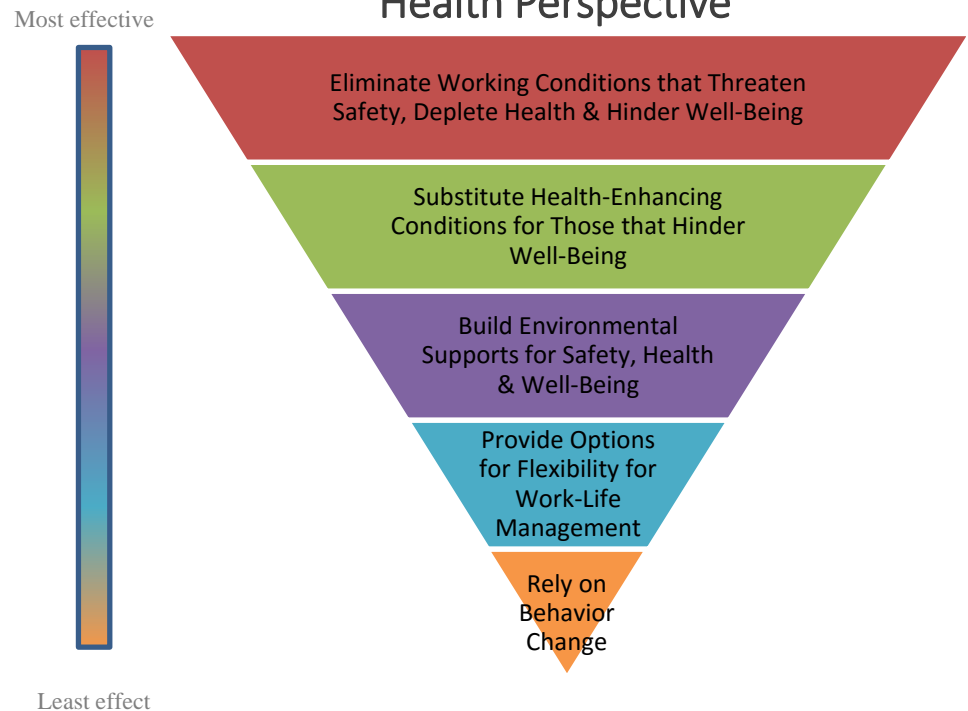 Health Perspective
Most effective
Eliminate Working Conditions that Threaten
Safety, Deplete Health & Hinder Well-Being
Substitute Health-Enhancing
Conditions for Those that Hinder
Well-Being
Build Environmental
Supports for Safety, Health
& Well-Being
Provide Options
for Flexibility for
Work-Life
Management
Rely on
Behavior
Change
Least effect